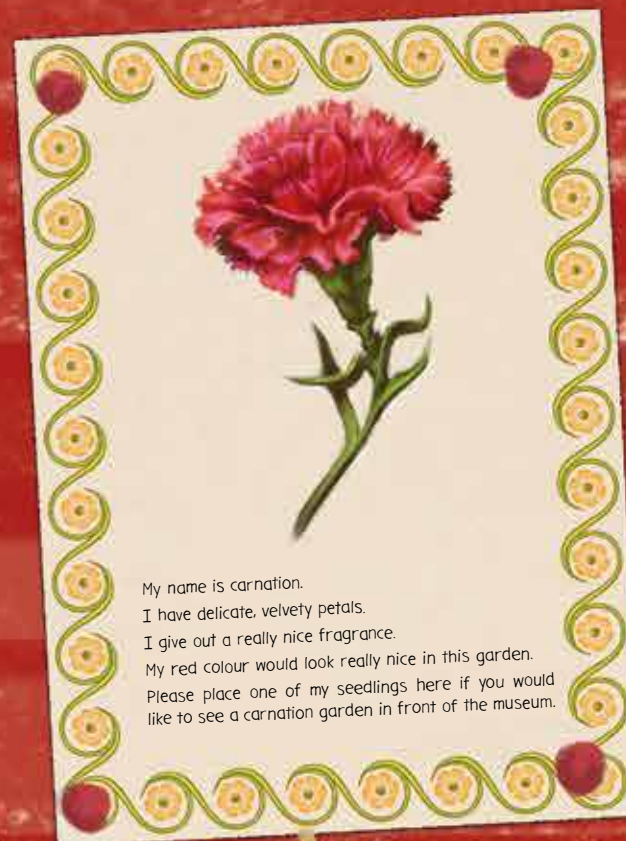 My name is carnation.
I have delicate, velvety petals.
I give out a really nice fragrance.
My red colour would look really nice in this garden.
Please place one of my seedlings here if you would
like to see a carnation garden in front of the museum.